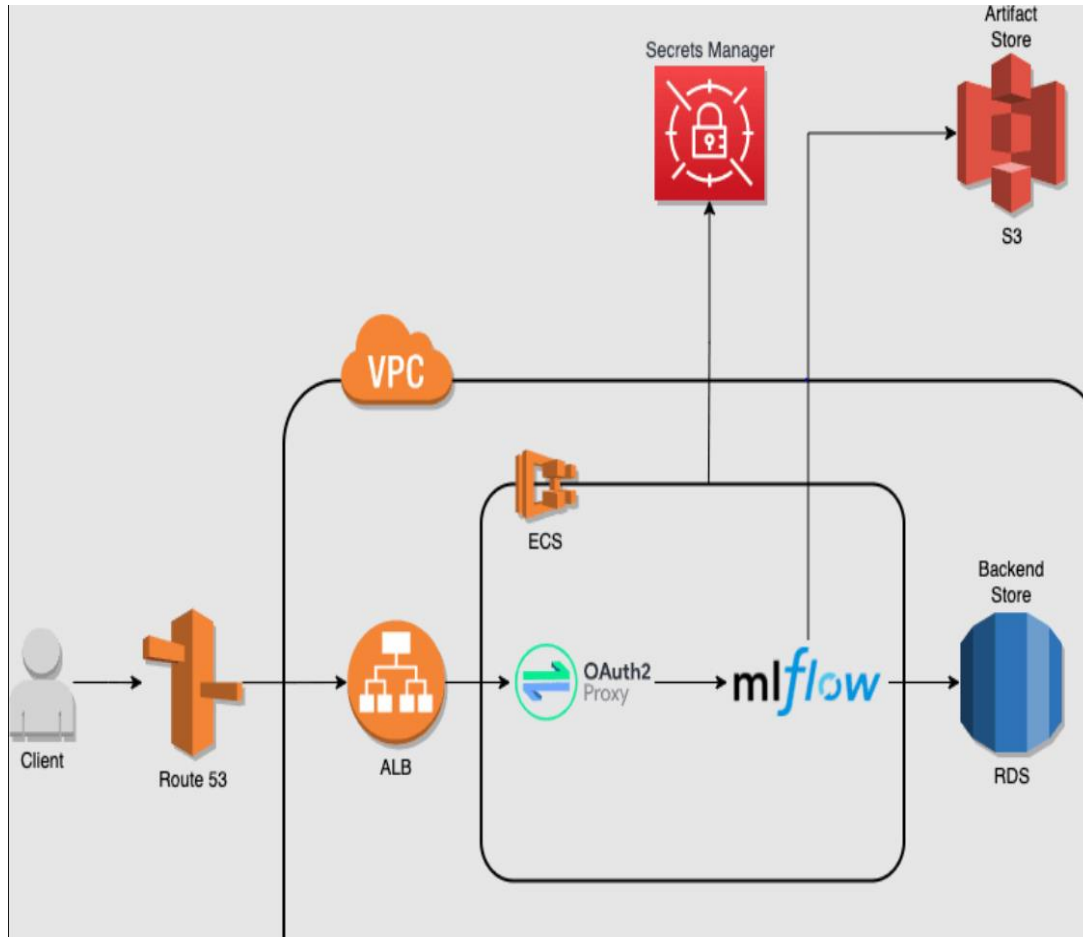 Artifact
Store
Secrets Manager
S3
VPC
ECS
Backend
Store
OAuth2
Proxy
mlflow
Client
Route 53
ALB
RDS